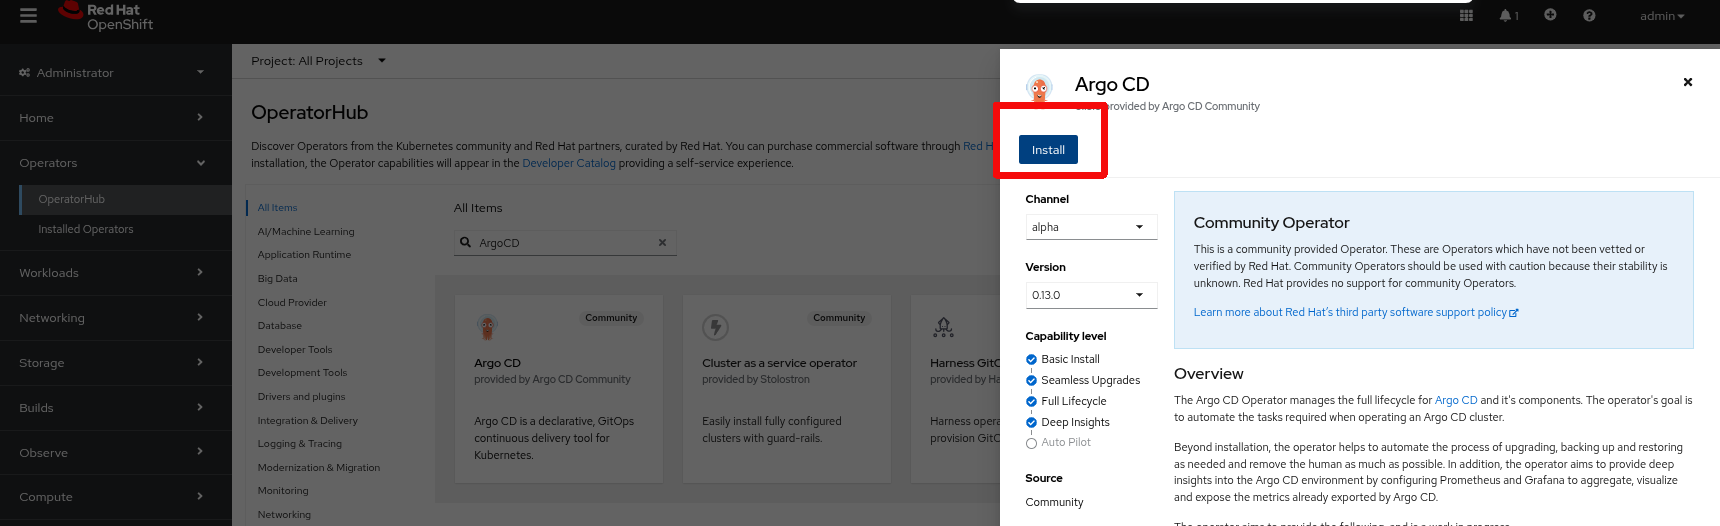 Red Hat
OpenShift
1
admin
Administrator
Home
Operators
OperatorHub
Installed Operators
Workloads
Networking
Storage
Builds
Observe
Compute
Project: All Projects
OperatorHub
Discover Operators from the Kubernetes community and Red Hat partners, curated by Red Hat. You can purchase commercial software through Red H
installation, the Operator capabilities will appear in the Developer Catalog providing a self-service experience.
All Items
AI/Machine Learning
Application Runtime
Big Data
Cloud Provider
Database
Developer Tools
Development Tools
Drivers and plugins
Integration & Delivery
Logging & Tracing
Modernization & Migration
Monitoring
Networking
All Items
ArgoCD
Community
Argo CD
provided by Argo CD Community
Argo CD is a declarative, GitOps
continuous delivery tool for
Kubernetes.
Community
Cluster as a service operator
provided by Stolostron
Easily install fully configured
clusters with guard-rails.
Harness GitO
provided by Ha
Harness opera
provision GitO
Argo CD
provided by Argo CD Community
Install
Channel
alpha
Version
0.13.0
Capability level
Basic Install
Seamless Upgrades
Full Lifecycle
Deep Insights
Auto Pilot
Source
Community
Community Operator
This is a community provided Operator. These are Operators which have not been vetted or
verified by Red Hat. Community Operators should be used with caution because their stability is
unknown. Red Hat provides no support for community Operators.
Learn more about Red Hat's third party software support policy
Overview
The Argo CD Operator manages the full lifecycle for Argo CD and it's components. The operator's goal is
to automate the tasks required when operating an Argo CD cluster.
Beyond installation, the operator helps to automate the process of upgrading, backing up and restoring
as needed and remove the human as much as possible. In addition, the operator aims to provide deep
insights into the Argo CD environment by configuring Prometheus and Grafana to aggregate, visualize
and expose the metrics already exported by Argo CD.
The operator aims to provide the following, and is a work in progress